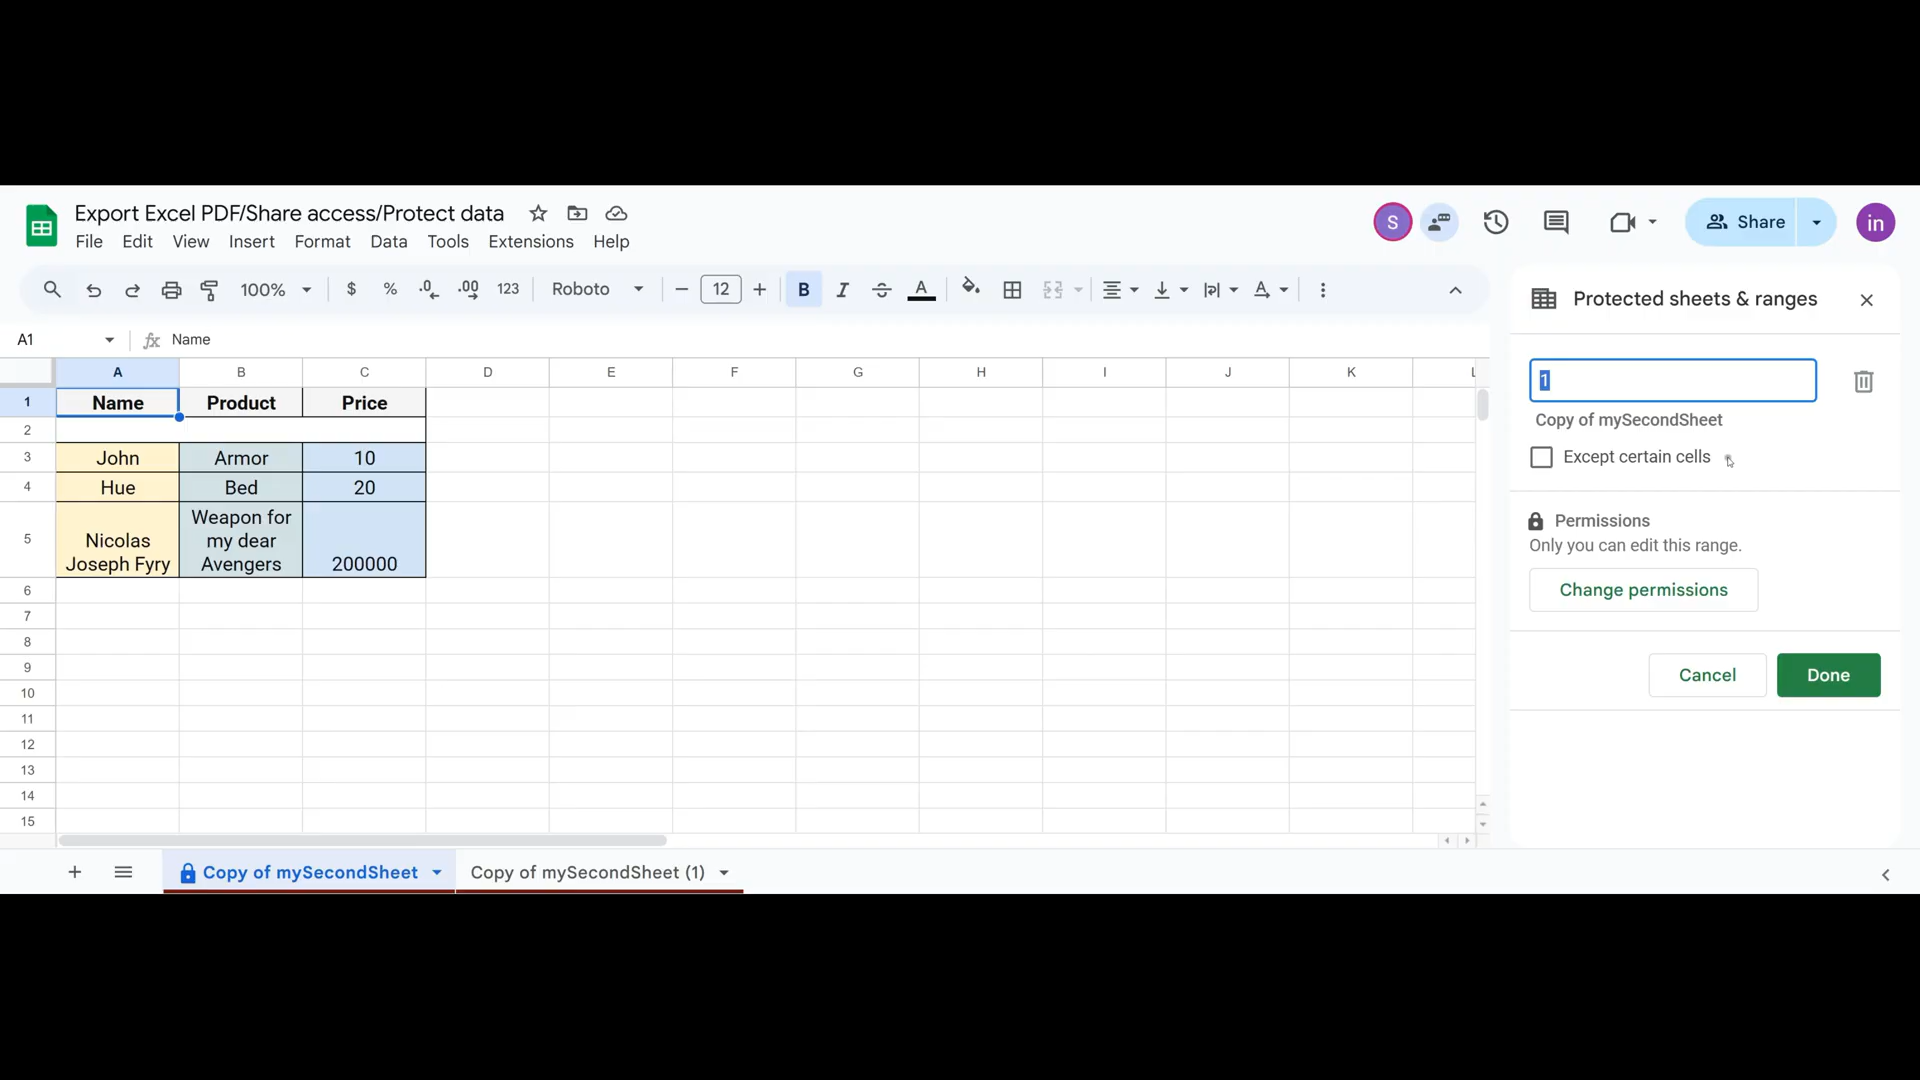 Export Excel PDF/Share access/Protect data
S
Share
in
File Edit View Insert Format Data Tools Extensions Help
100% $ % .0 .00 123 Roboto 12 B I S A
Protected sheets & ranges
A1 fx Name
A B C D E F G H I J K L
1
1 Name Product Price
Copy of mySecondSheet
2
3 John Armor 10
Except certain cells
4 Hue Bed 20
5 Nicolas Joseph Fyry Weapon for my dear Avengers 200000
Permissions
Only you can edit this range.
Change permissions
6
7
8
9
10
11
12
13
14
15
Cancel Done
Copy of mySecondSheet Copy of mySecondSheet (1)